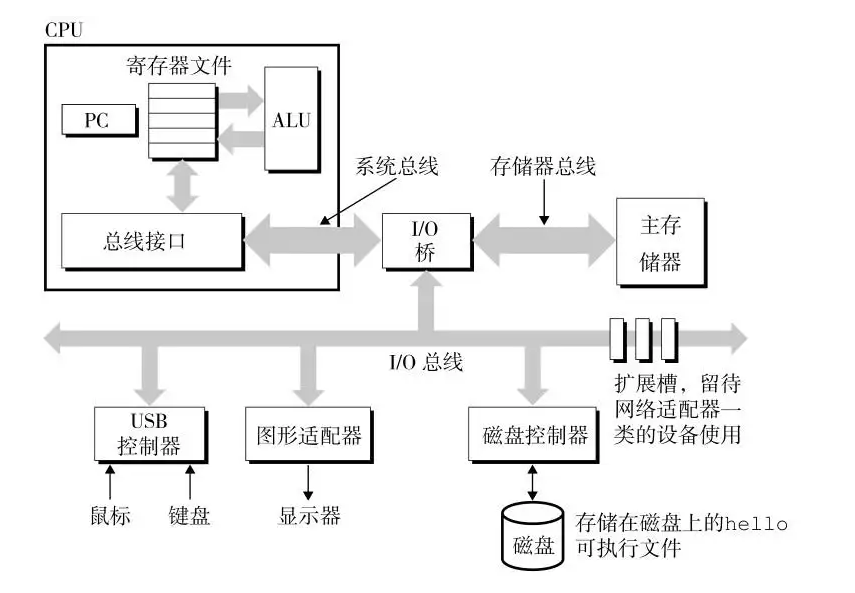 CPU
寄存器文件
PC
ALU
系统总线
存储器总线
总线接口
I/O
桥
主存
储器
I/O 总线
扩展槽，留待
网络适配器一
类的设备使用
USB
控制器
图形适配器
磁盘控制器
鼠标
键盘
显示器
磁盘
存储在磁盘上的hello
可执行文件